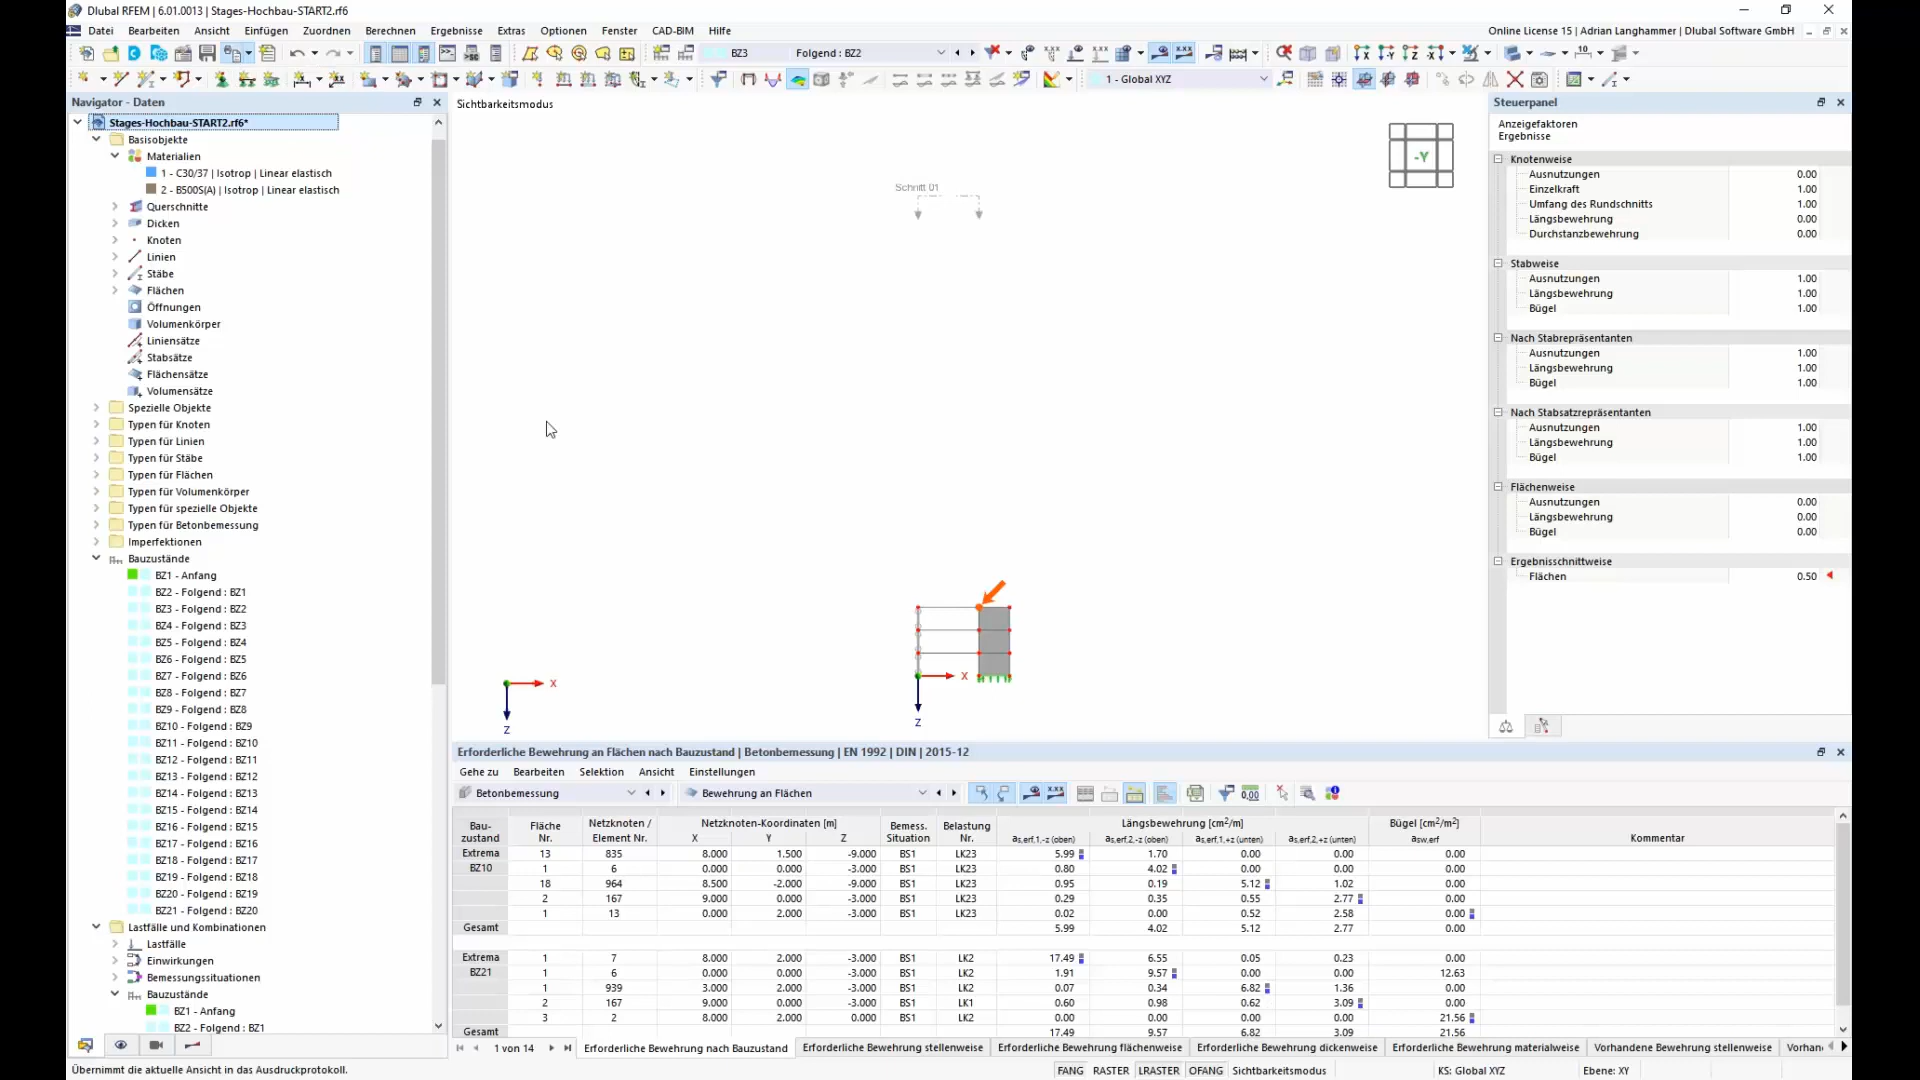 Dlubal RFEM | 6.01.0013 | Stages-Hochbau-START2.rf6
Datei Bearbeiten Ansicht Einfügen Zuordnen Berechnen Ergebnisse Extras Optionen Fenster CAD-BIM Hilfe
Online License 15 | Adrian Langhammer | Dlubal Software GmbH
BZ3 Folgend : BZ2
1 - Global XYZ
Navigator - Daten
Stages-Hochbau-START2.rf6*
Basisobjekte
Materialien
1 - C30/37 | Isotrop | Linear elastisch
2 - B500S(A) | Isotrop | Linear elastisch
Querschnitte
Dicken
Knoten
Linien
Stäbe
Flächen
Öffnungen
Volumenkörper
Liniensätze
Stabsätze
Flächensätze
Volumensätze
Spezielle Objekte
Typen für Knoten
Typen für Linien
Typen für Stäbe
Typen für Flächen
Typen für Volumenkörper
Typen für spezielle Objekte
Typen für Betonbemessung
Imperfektionen
Bauzustände
BZ1 - Anfang
BZ2 - Folgend : BZ1
BZ3 - Folgend : BZ2
BZ4 - Folgend : BZ3
BZ5 - Folgend : BZ4
BZ6 - Folgend : BZ5
BZ7 - Folgend : BZ6
BZ8 - Folgend : BZ7
BZ9 - Folgend : BZ8
BZ10 - Folgend : BZ9
BZ11 - Folgend : BZ10
BZ12 - Folgend : BZ11
BZ13 - Folgend : BZ12
BZ14 - Folgend : BZ13
BZ15 - Folgend : BZ14
BZ16 - Folgend : BZ15
BZ17 - Folgend : BZ16
BZ18 - Folgend : BZ17
BZ19 - Folgend : BZ18
BZ20 - Folgend : BZ19
BZ21 - Folgend : BZ20
Lastfälle und Kombinationen
Lastfälle
Einwirkungen
Bemessungssituationen
Bauzustände
BZ1 - Anfang
BZ2 - Folgend : BZ1
Sichtbarkeitsmodus
Schnitt 01
-Y
X
Z
X
Z
Steuerpanel
Anzeigefaktoren
Ergebnisse
Knotenweise
Ausnutzungen 0.00
Einzelkraft 1.00
Umfang des Rundschnitts 1.00
Längsbewehrung 0.00
Durchstanzbewehrung 0.00
Stabweise
Ausnutzungen 1.00
Längsbewehrung 1.00
Bügel 1.00
Nach Stabrepräsentanten
Ausnutzungen 1.00
Längsbewehrung 1.00
Bügel 1.00
Nach Stabsatzrepräsentanten
Ausnutzungen 1.00
Längsbewehrung 1.00
Bügel 1.00
Flächenweise
Ausnutzungen 0.00
Längsbewehrung 0.00
Bügel 0.00
Ergebnisschnittweise
Flächen 0.50
Erforderliche Bewehrung an Flächen nach Bauzustand | Betonbemessung | EN 1992 | DIN | 2015-12
Gehe zu Bearbeiten Selektion Ansicht Einstellungen
Betonbemessung Bewehrung an Flächen
Bau- Fläche Netzknoten / Netzknoten-Koordinaten [m] Bemess. Belastung Längsbewehrung [cm²/m] Bügel [cm²/m²]
zustand Nr. Element Nr. X Y Z Situation Nr. as,erf,1,-z (oben) as,erf,2,-z (oben) as,erf,1,+z (unten) as,erf,2,+z (unten) asw,erf Kommentar
Extrema 13 835 8.000 1.500 -9.000 BS1 LK23 5.99 1.70 0.00 0.00 0.00
BZ10 1 6 0.000 0.000 -3.000 BS1 LK23 0.80 4.02 0.00 0.00 0.00
18 964 8.500 -2.000 -9.000 BS1 LK23 0.95 0.19 5.12 1.02 0.00
2 167 9.000 0.000 -3.000 BS1 LK23 0.29 0.35 0.55 2.77 0.00
1 13 0.000 2.000 -3.000 BS1 LK23 0.02 0.00 0.52 2.58 0.00
Gesamt 5.99 4.02 5.12 2.77 0.00
Extrema 1 7 8.000 2.000 -3.000 BS1 LK2 17.49 6.55 0.05 0.23 0.00
BZ21 1 6 0.000 0.000 -3.000 BS1 LK2 1.91 9.57 0.00 0.00 12.63
1 939 3.000 2.000 -3.000 BS1 LK2 0.07 0.34 6.82 1.36 0.00
2 167 9.000 0.000 -3.000 BS1 LK1 0.60 0.98 0.62 3.09 0.00
3 2 8.000 2.000 0.000 BS1 LK2 0.00 0.00 0.00 0.00 21.56
Gesamt 17.49 9.57 6.82 3.09 21.56
1 von 14 Erforderliche Bewehrung nach Bauzustand Erforderliche Bewehrung stellenweise Erforderliche Bewehrung flächenweise Erforderliche Bewehrung dickenweise Erforderliche Bewehrung materialweise Vorhandene Bewehrung stellenweise Vorhan
Übernimmt die aktuelle Ansicht in das Ausdruckprotokoll.
FANG RASTER LRASTER OFANG Sichtbarkeitsmodus KS: Global XYZ Ebene: XY